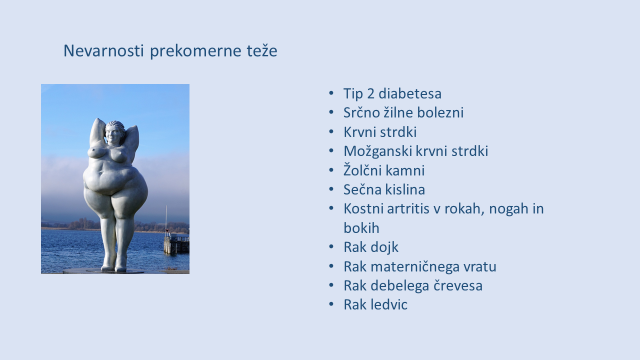 Nevarnosti prekomerne teže
• Tip 2 diabetesa
• Srčno žilne bolezni
• Krvni strdki
• Možganski krvni strdki
• Žolčni kamni
• Sečna kislina
• Kostni artritis v rokah, nogah in
bokih
• Rak dojk
• Rak materničnega vratu
• Rak debelega črevesa
• Rak ledvic